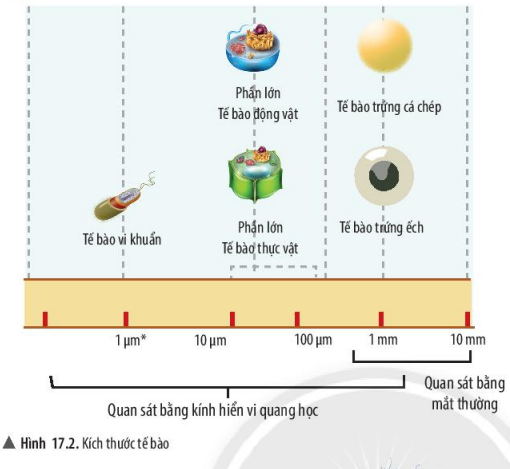 Phần lớn
Tế bào động vật
Tế bào trứng cá chép
Tế bào vi khuẩn
Phần lớn
Tế bào thực vật
Tế bào trứng ếch
1 µm*
10 µm
100 µm
1 mm
10 mm
Quan sát bằng kính hiển vi quang học
Quan sát bằng
mắt thường
▲ Hình 17.2. Kích thước tế bào